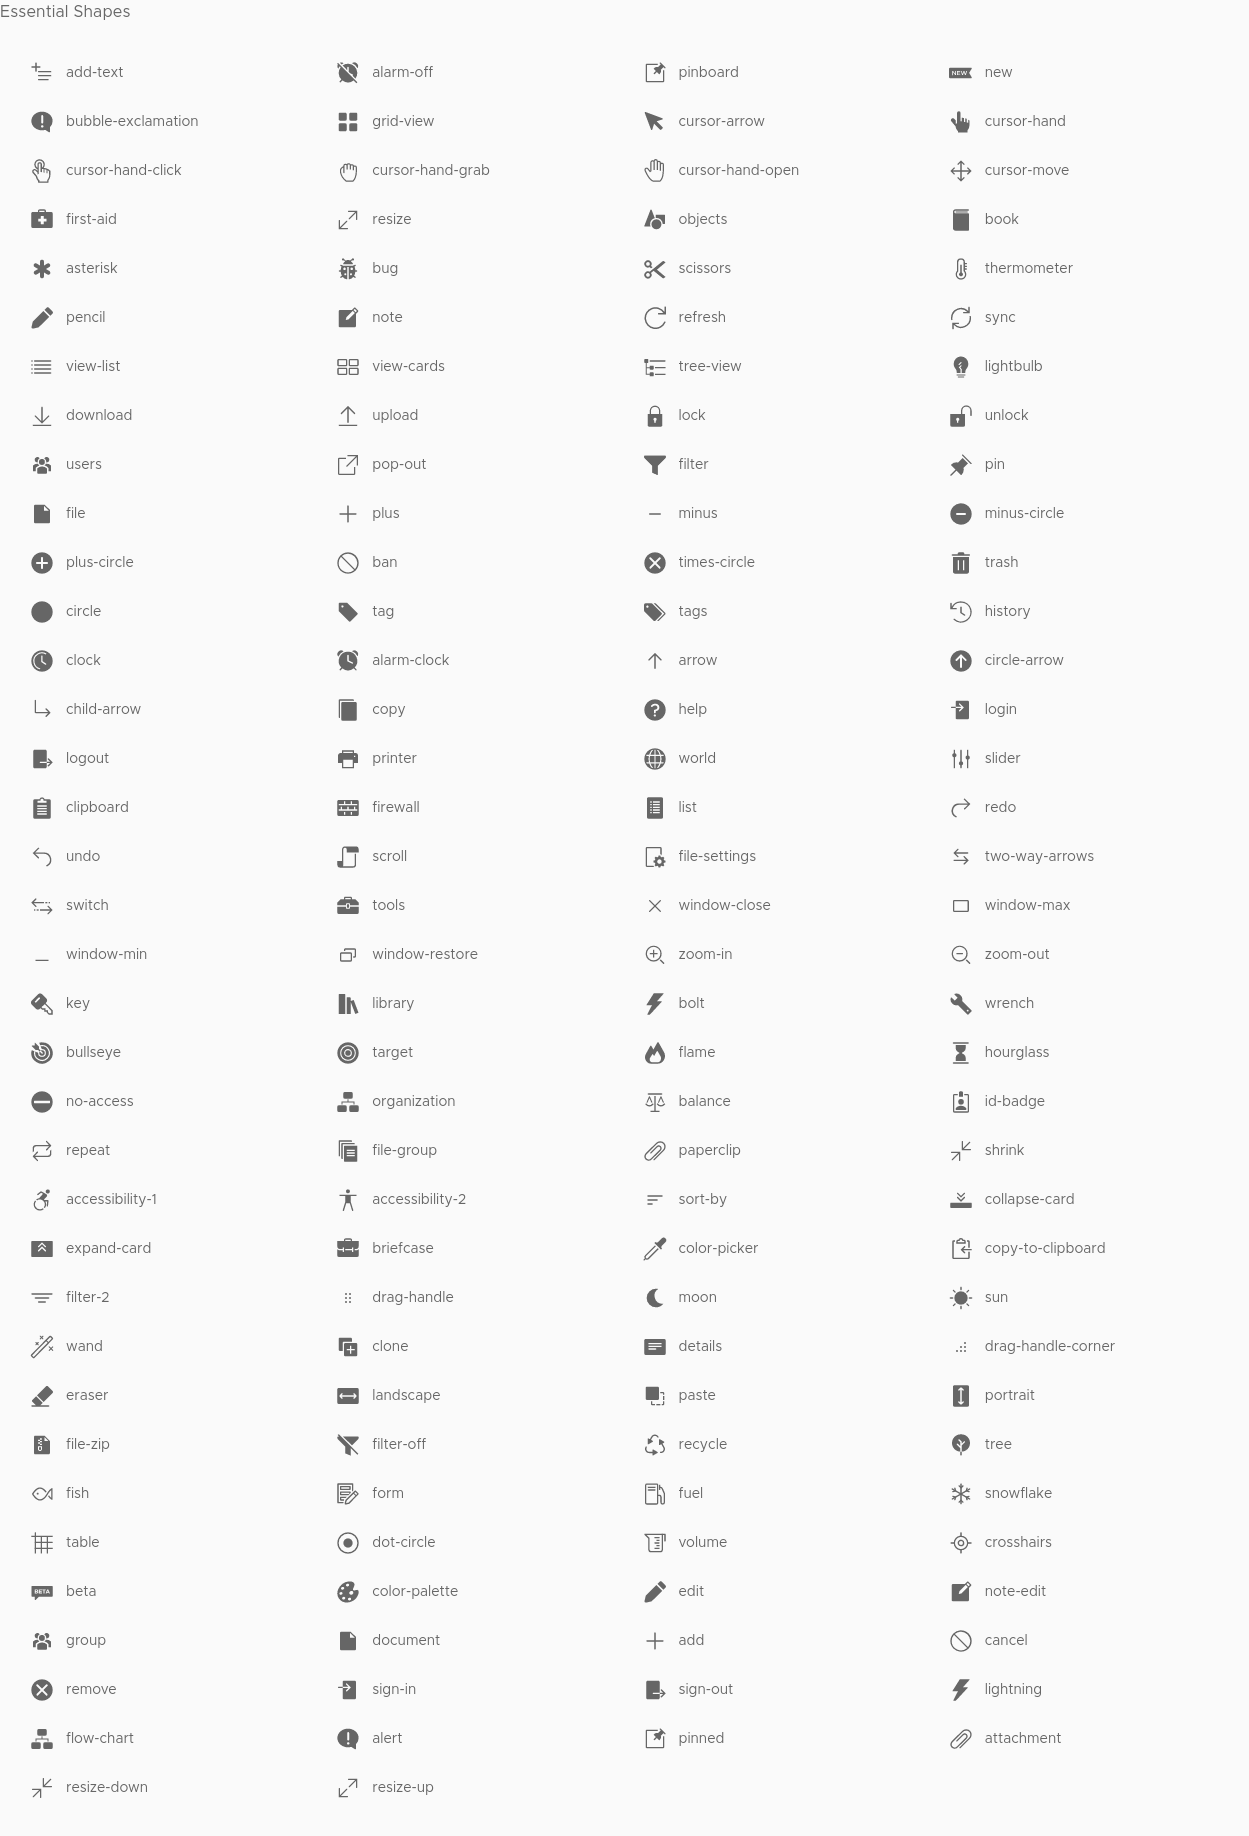 Essential Shapes
add-text
alarm-off
pinboard
NEW
new
bubble-exclamation
grid-view
cursor-arrow
cursor-hand
cursor-hand-click
cursor-hand-grab
cursor-hand-open
cursor-move
first-aid
resize
objects
book
asterisk
bug
scissors
thermometer
pencil
note
refresh
sync
view-list
view-cards
tree-view
lightbulb
download
upload
lock
unlock
users
pop-out
filter
pin
file
plus
minus
minus-circle
plus-circle
ban
times-circle
trash
circle
tag
tags
history
clock
alarm-clock
arrow
circle-arrow
child-arrow
copy
help
login
logout
printer
world
slider
clipboard
firewall
list
redo
undo
scroll
file-settings
two-way-arrows
switch
tools
window-close
window-max
window-min
window-restore
zoom-in
zoom-out
key
library
bolt
wrench
bullseye
target
flame
hourglass
no-access
organization
balance
id-badge
repeat
file-group
paperclip
shrink
accessibility-1
accessibility-2
sort-by
collapse-card
expand-card
briefcase
color-picker
copy-to-clipboard
filter-2
drag-handle
moon
sun
wand
clone
details
drag-handle-corner
eraser
landscape
paste
portrait
file-zip
filter-off
recycle
tree
fish
form
fuel
snowflake
table
dot-circle
volume
crosshairs
BETA
beta
color-palette
edit
note-edit
group
document
add
cancel
remove
sign-in
sign-out
lightning
flow-chart
alert
pinned
attachment
resize-down
resize-up